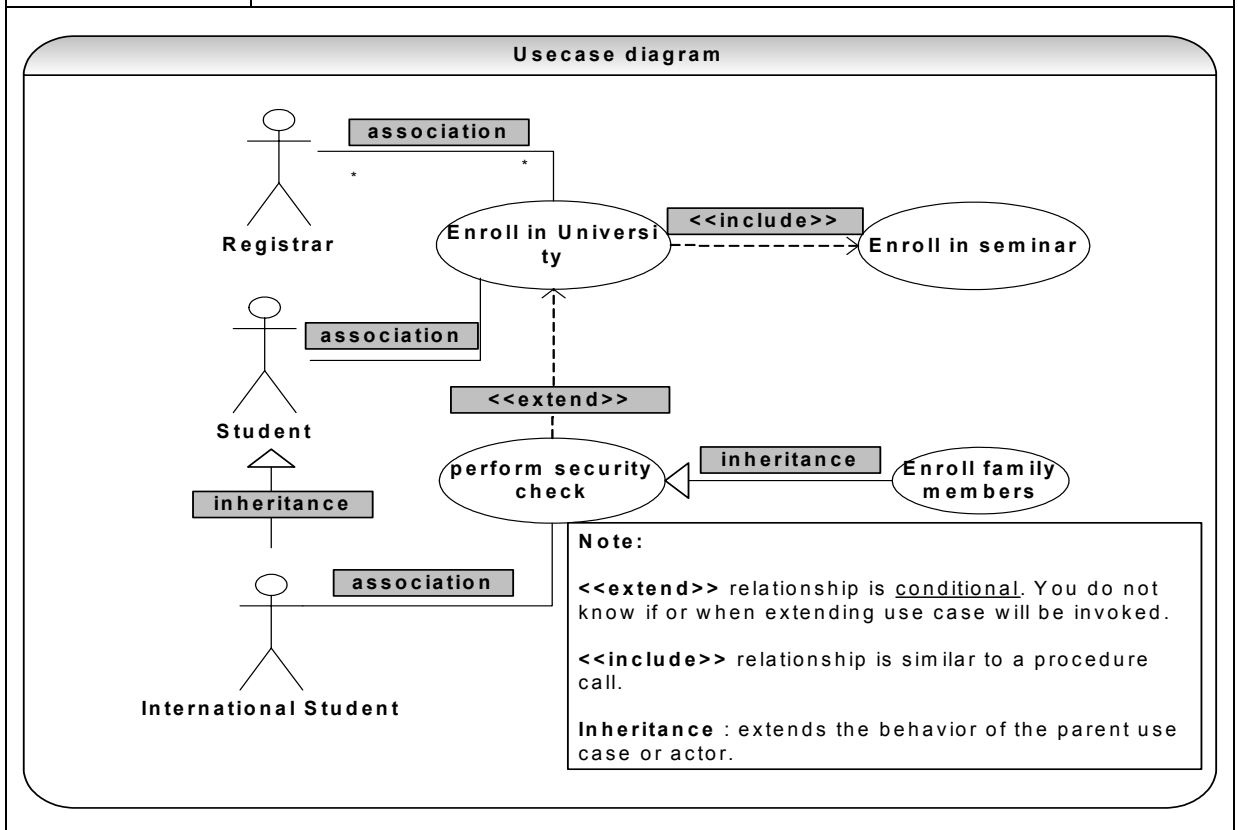 Usecase diagram
association
*
*
Registrar
Enroll in Universi
ty
<<include>>
Enroll in seminar
association
Student
<<extend>>
inheritance
perform security
check
inheritance
Enroll family
members
association
International Student
Note:
<<extend>> relationship is conditional. You do not
know if or when extending use case will be invoked.
<<include>> relationship is similar to a procedure
call.
Inheritance : extends the behavior of the parent use
case or actor.